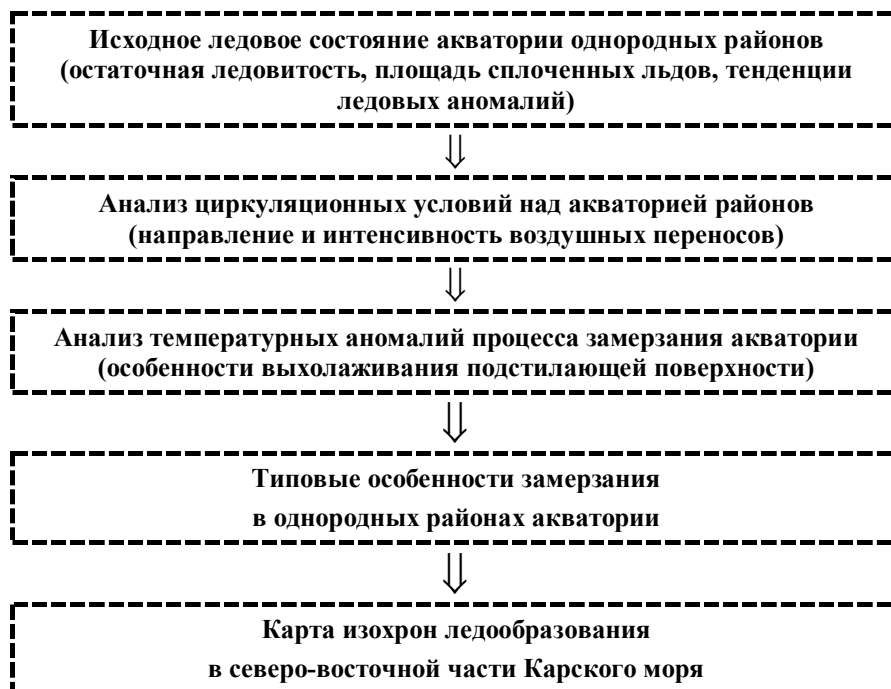 Исходное ледовое состояние акватории однородных районов
(остаточная ледовитость, площадь сплоченных льдов, тенденции
ледовых аномалий)
Анализ циркуляционных условий над акваторией районов
(направление и интенсивность воздушных переносов)
Анализ температурных аномалий процесса замерзания акватории
(особенности выхолаживания подстилающей поверхности)
Типовые особенности замерзания
в однородных районах акватории
Карта изохрон ледообразования
в северо-восточной части Карского моря